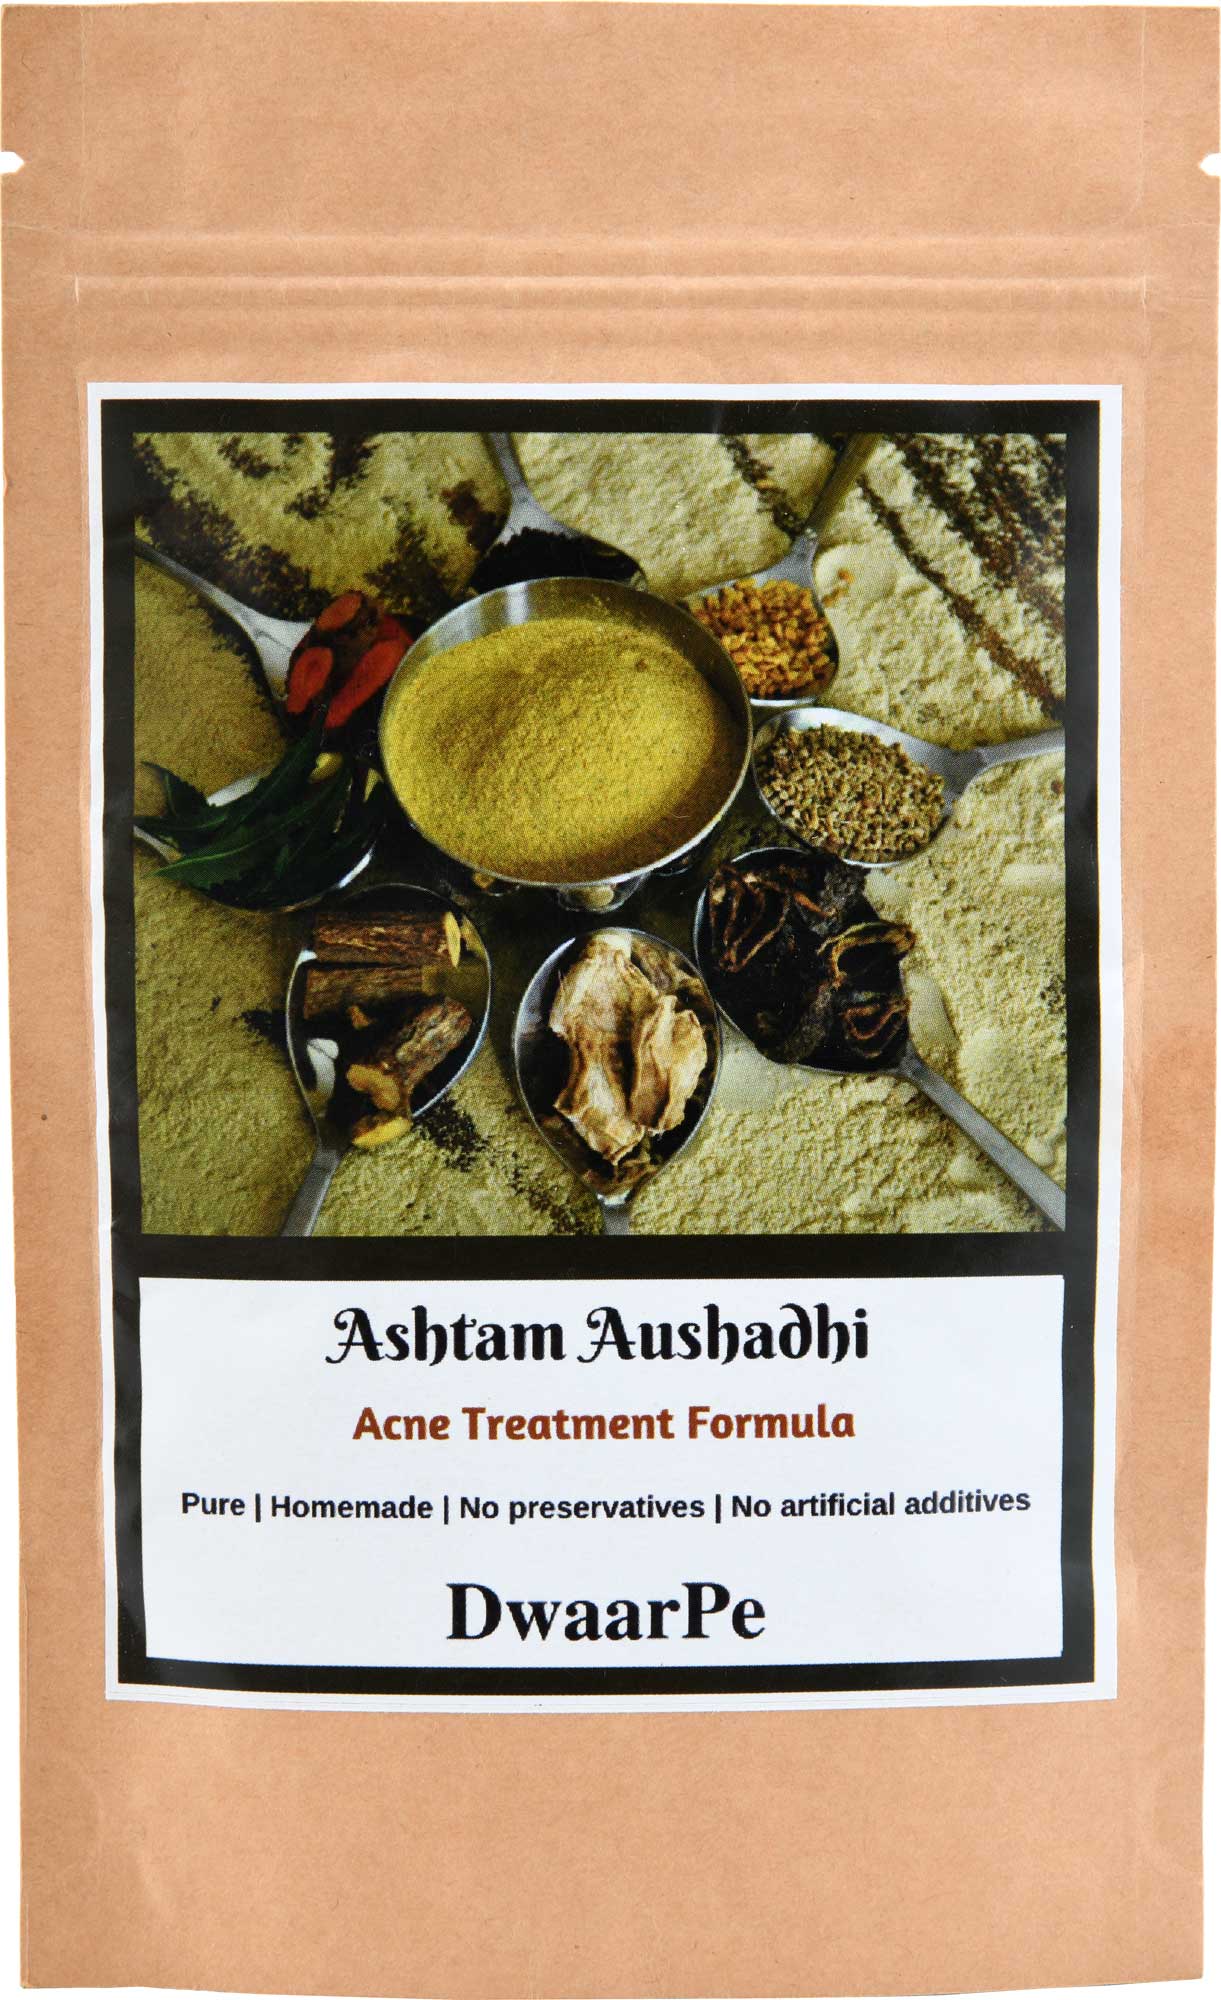 Ashtam Aushadhi
Acne Treatment Formula
Pure | Homemade | No preservatives | No artificial additives
DwaarPe